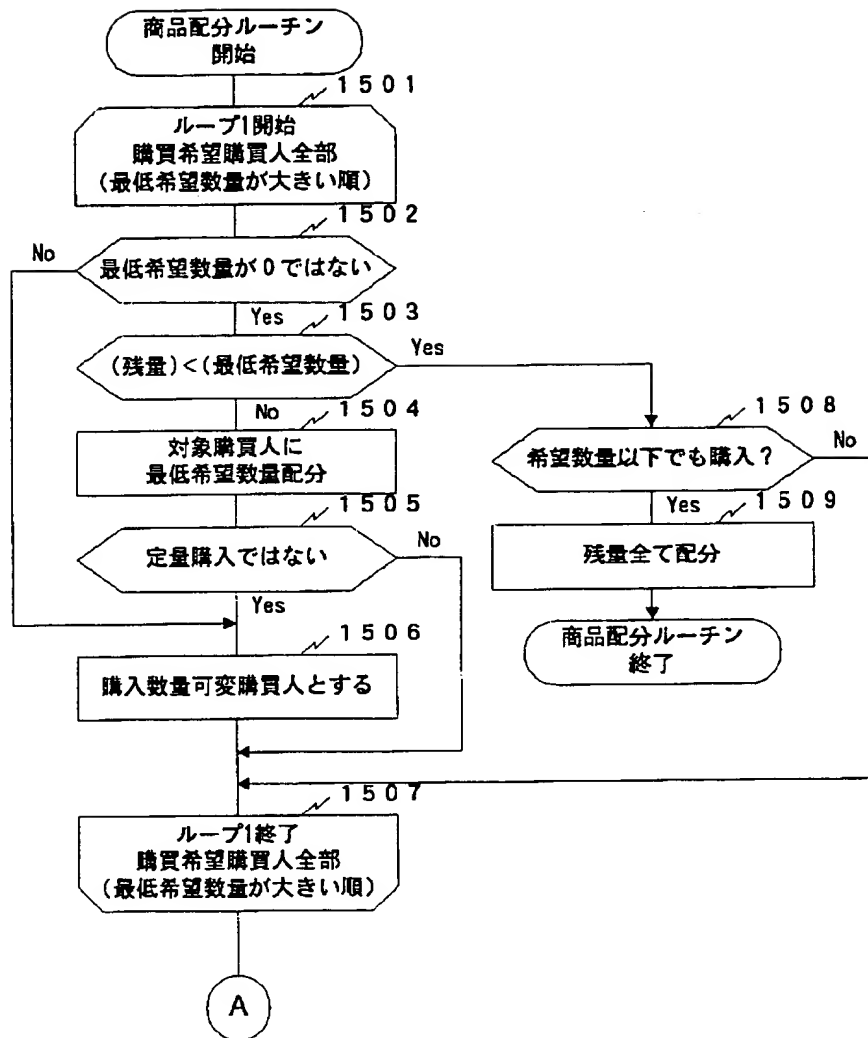 商品配分ルーチン
開始
1501
ループ1開始
購買希望購買人全部
(最低希望数量が大きい順)
1502
No
最低希望数量が0ではない
Yes
1503
(残量)<(最低希望数量)
Yes
No
1504
対象購買人に
最低希望数量配分
1505
定量購入ではない
No
Yes
1506
購入数量可変購買人とする
1507
ループ1終了
購買希望購買人全部
(最低希望数量が大きい順)
A
1508
希望数量以下でも購入?
No
Yes
1509
残量全て配分
商品配分ルーチン
終了